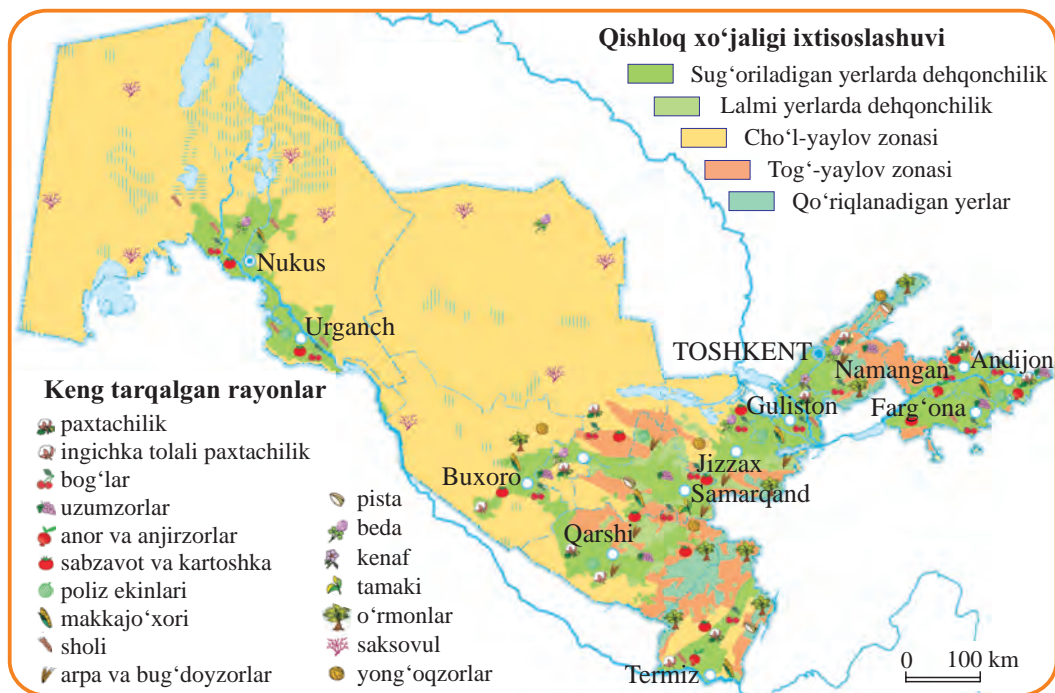 Qishloq xo‘jaligi ixtisoslashuvi
Sug‘oriladigan yerlarda dehqonchilik
Lalmi yerlarda dehqonchilik
Cho‘l-yaylov zonasi
Tog‘-yaylov zonasi
Qo‘riqlanadigan yerlar
Nukus
Urganch
TOSHKENT
Namangan
Andijon
Guliston
Farg‘ona
Jizzax
Buxoro
Samarqand
Qarshi
Termiz
Keng tarqalgan rayonlar
paxtachilik
ingichka tolali paxtachilik
bog‘lar
uzumzorlar
anor va anjirzorlar
sabzavot va kartoshka
poliz ekinlari
makkajo‘xori
sholi
arpa va bug‘doyzorlar
pista
beda
kenaf
tamaki
o‘rmonlar
saksovul
yong‘oqzorlar
0 100 km